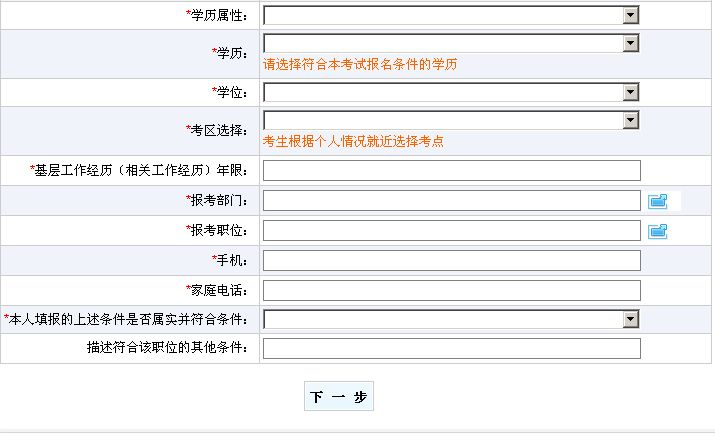 *学历属性：
*学历：
请选择符合本考试报名条件的学历
*学位：
*考区选择：
考生根据个人情况就近选择考点
*基层工作经历（相关工作经历）年限：
*报考部门：
*报考职位：
*手机：
*家庭电话：
*本人填报的上述条件是否属实并符合条件：
描述符合该职位的其他条件：
下 一 步